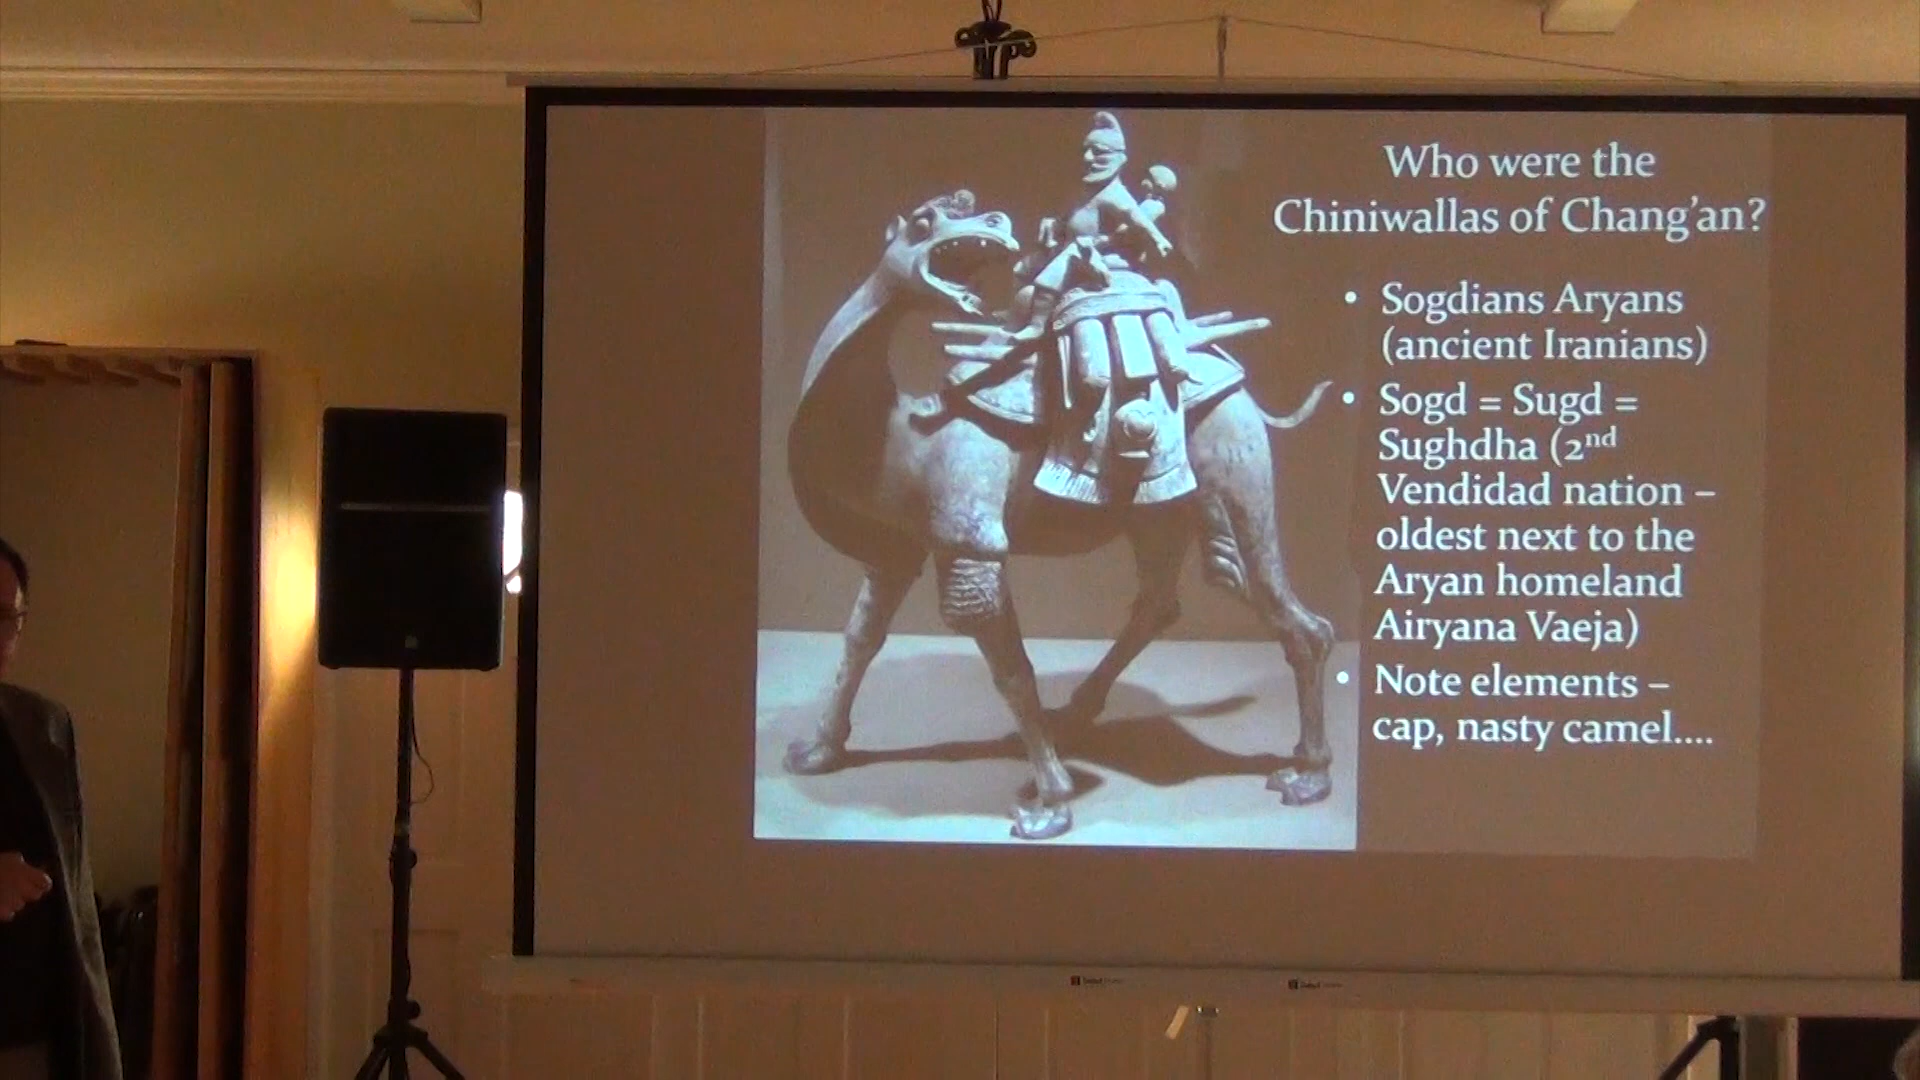 Who were the
Chiniwallas of Chang’an?
• Sogdians Aryans
(ancient Iranians)
• Sogd = Sugd =
Sughdha (2nd
Vendidad nation –
oldest next to the
Aryan homeland
Airyana Vaeja)
• Note elements –
cap, nasty camel....